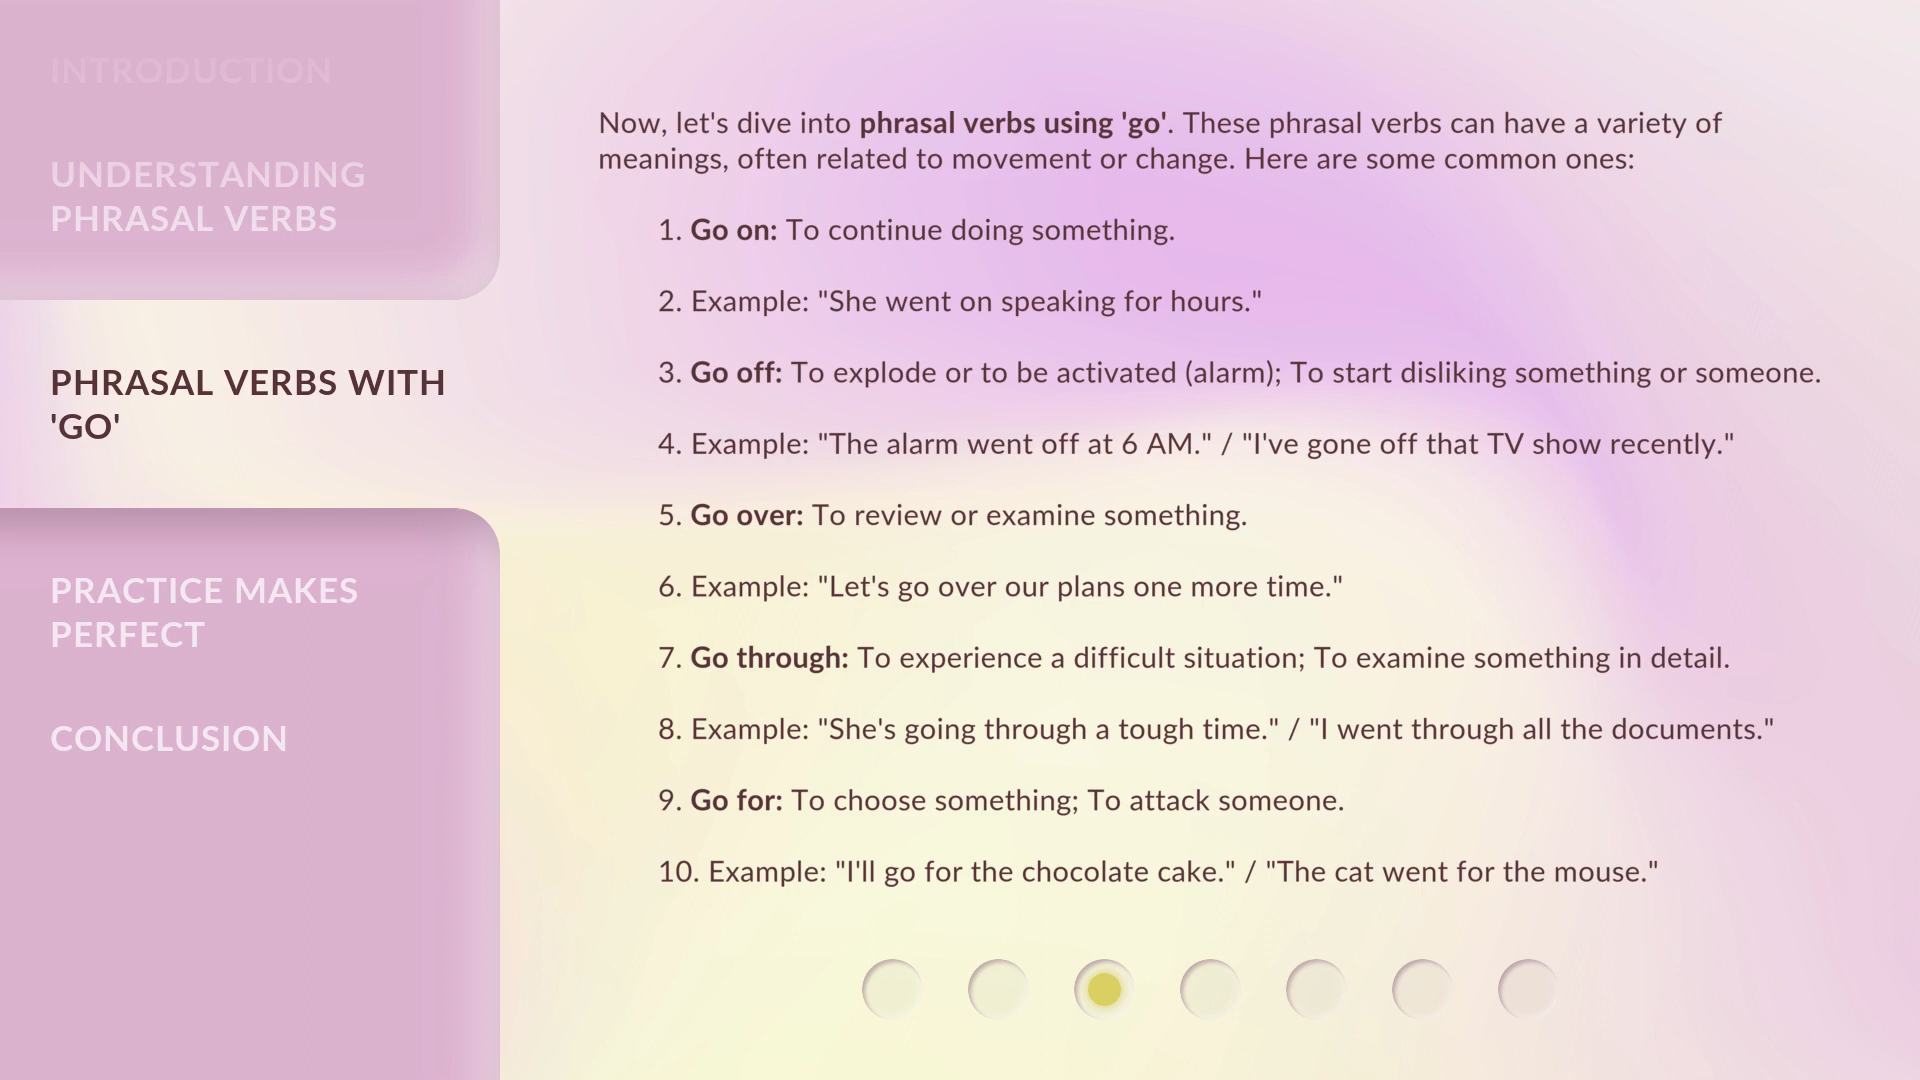 INTRODUCTION
UNDERSTANDING
PHRASAL VERBS
PHRASAL VERBS WITH
'GO'
PRACTICE MAKES
PERFECT
CONCLUSION
Now, let's dive into phrasal verbs using 'go'. These phrasal verbs can have a variety of
meanings, often related to movement or change. Here are some common ones:
1. Go on: To continue doing something.
2. Example: "She went on speaking for hours."
3. Go off: To explode or to be activated (alarm); To start disliking something or someone.
4. Example: "The alarm went off at 6 AM." / "I've gone off that TV show recently."
5. Go over: To review or examine something.
6. Example: "Let's go over our plans one more time."
7. Go through: To experience a difficult situation; To examine something in detail.
8. Example: "She's going through a tough time." / "I went through all the documents."
9. Go for: To choose something; To attack someone.
10. Example: "I'll go for the chocolate cake." / "The cat went for the mouse."